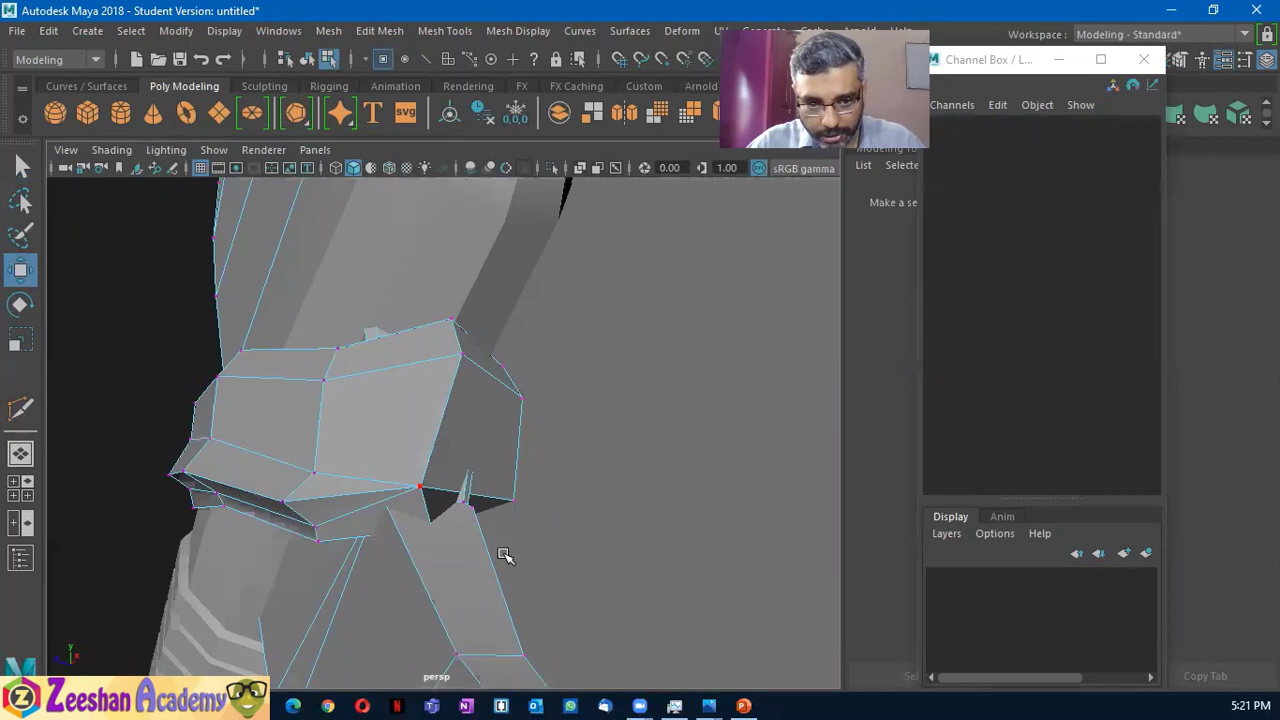 Autodesk Maya 2018 - Student Version: untitled*
File Edit Create Select Modify Display Windows Mesh Edit Mesh Mesh Tools Mesh Display Curves Surfaces Deform UV
Workspace : Modeling - Standard*
Modeling
Channel Box / L...
Curves / Surfaces Poly Modeling Sculpting Rigging Animation Rendering FX FX Caching Custom Arnold
Channels Edit Object Show
View Shading Lighting Show Renderer Panels
List Selecte
0.00 1.00 sRGB gamma
Make a se
persp
Display Anim
Layers Options Help
Copy Tab
Zeeshan Academy
5:21 PM